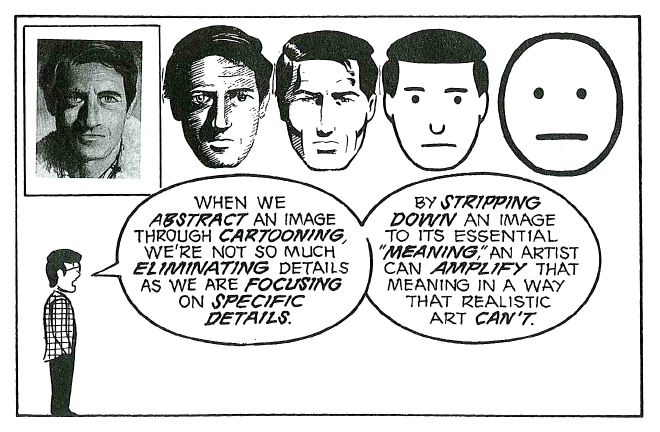 WHEN WE
ABSTRACT AN IMAGE
THROUGH CARTOONING,
WE'RE NOT SO MUCH
ELIMINATING DETAILS
AS WE ARE FOCUSING
ON SPECIFIC
DETAILS.
BY STRIPPING
DOWN AN IMAGE
TO ITS ESSENTIAL
"MEANING," AN ARTIST
CAN AMPLIFY THAT
MEANING IN A WAY
THAT REALISTIC
ART CAN'T.